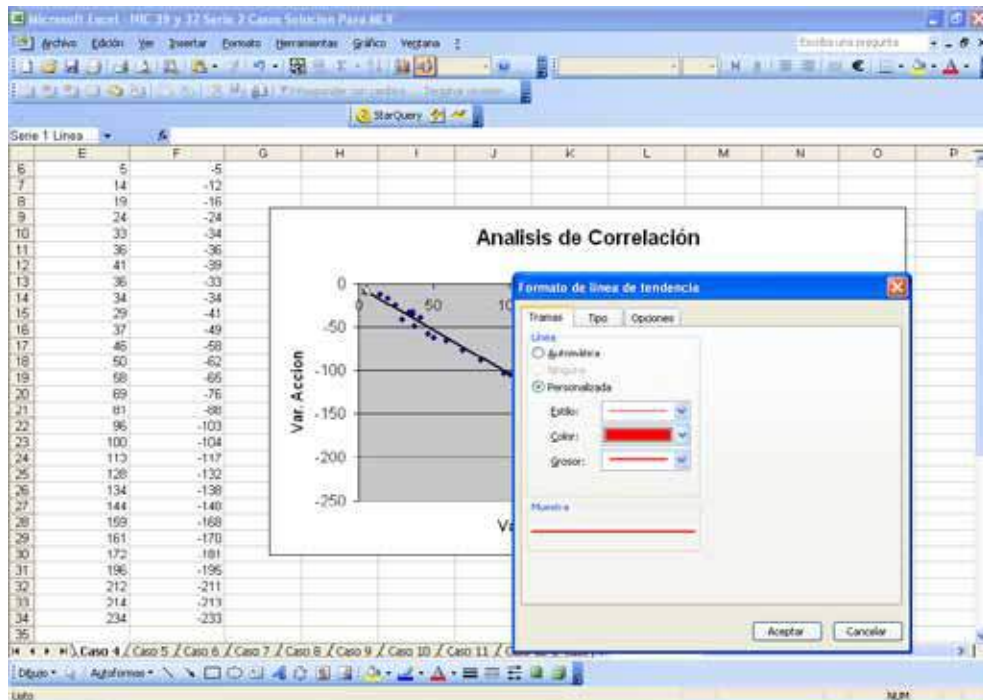 Microsoft Excel - NIC 39 y 32 Serie 2 Casos Solucion Para
Archivo Edición Ver Insertar Formato Herramientas Gráfico Ventana ?
Escriba una pregunta
StarQuery
Serie 1 Línea
fx
E F G H I J K L M N O P
6 5 -5
7 14 -12
8 19 -16
9 24 -24
10 33 -34
11 36 -36
12 41 -39
13 36 -33
14 34 -34
15 29 -41
16 37 -49
17 46 -58
18 50 -62
19 58 -65
20 69 -76
21 81 -88
22 96 -103
23 100 -104
24 113 -117
25 128 -132
26 134 -138
27 144 -148
28 159 -168
29 161 -170
30 172 -181
31 196 -195
32 212 -211
33 214 -213
34 234 -233
35
Analisis de Correlación
0
0 50 10
-50
-100
-150
-200
-250
Var. Accion
Va
Formato de línea de tendencia
Tramas Tipo Opciones
Línea
Automática
Ninguna
Personalizada
Estilo:
Color:
Grosor:
Muestra
Aceptar Cancelar
Caso 4 / Caso 5 / Caso 6 / Caso 7 / Caso 8 / Caso 9 / Caso 10 / Caso 11
Dibujo Autoformas
Listo NUM